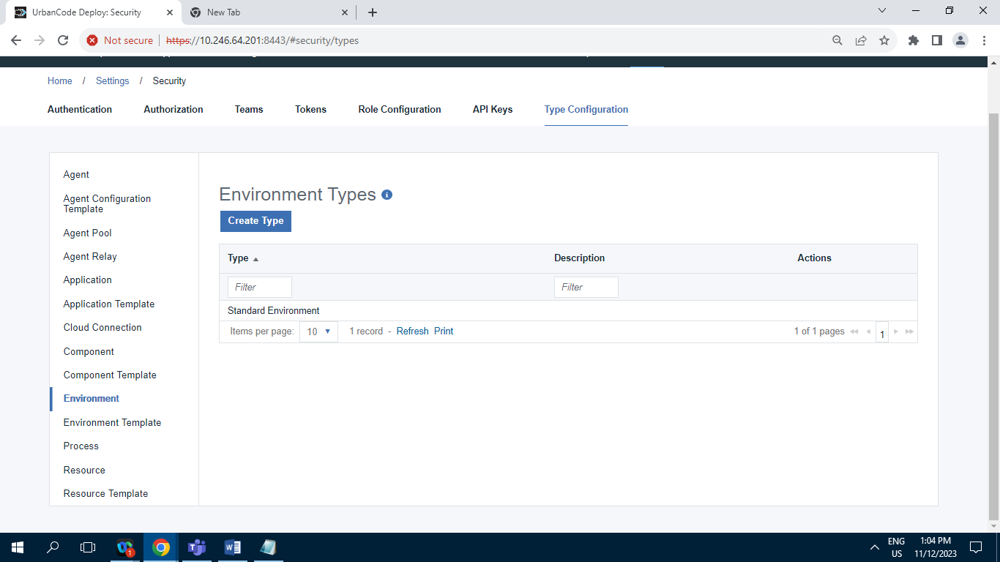 UrbanCode Deploy: Security
New Tab
Not secure
https://10.246.64.201:8443/#security/types
Home / Settings / Security
Authentication
Authorization
Teams
Tokens
Role Configuration
API Keys
Type Configuration
Agent
Agent Configuration
Template
Agent Pool
Agent Relay
Application
Application Template
Cloud Connection
Component
Component Template
Environment
Environment Template
Process
Resource
Resource Template
Environment Types
Create Type
Type Description Actions
Filter Filter
Standard Environment
Items per page: 10 1 record - Refresh Print 1 of 1 pages 1
1
ENG 1:04 PM
US 11/12/2023